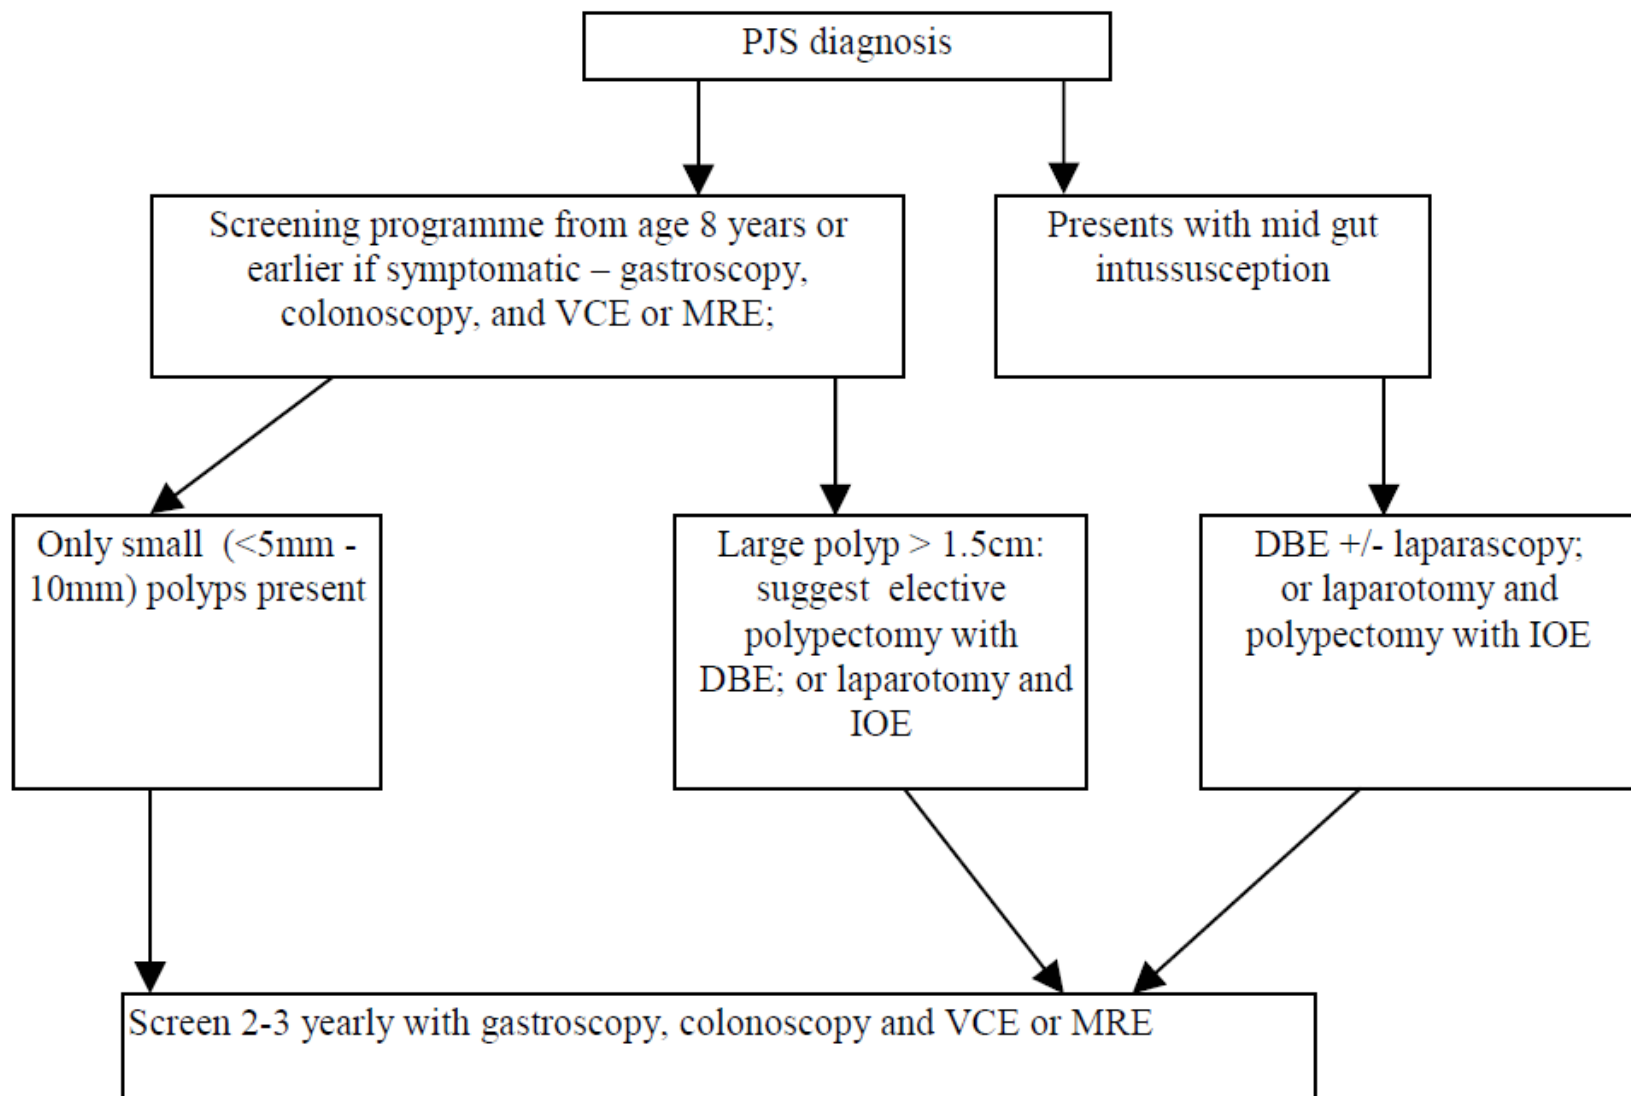 PJS diagnosis
Screening programme from age 8 years or
earlier if symptomatic – gastroscopy,
colonoscopy, and VCE or MRE;
Presents with mid gut
intussusception
Only small (<5mm -
10mm) polyps present
Large polyp > 1.5cm:
suggest elective
polypectomy with
DBE; or laparotomy and
IOE
DBE +/- laparascopy;
or laparotomy and
polypectomy with IOE
Screen 2-3 yearly with gastroscopy, colonoscopy and VCE or MRE